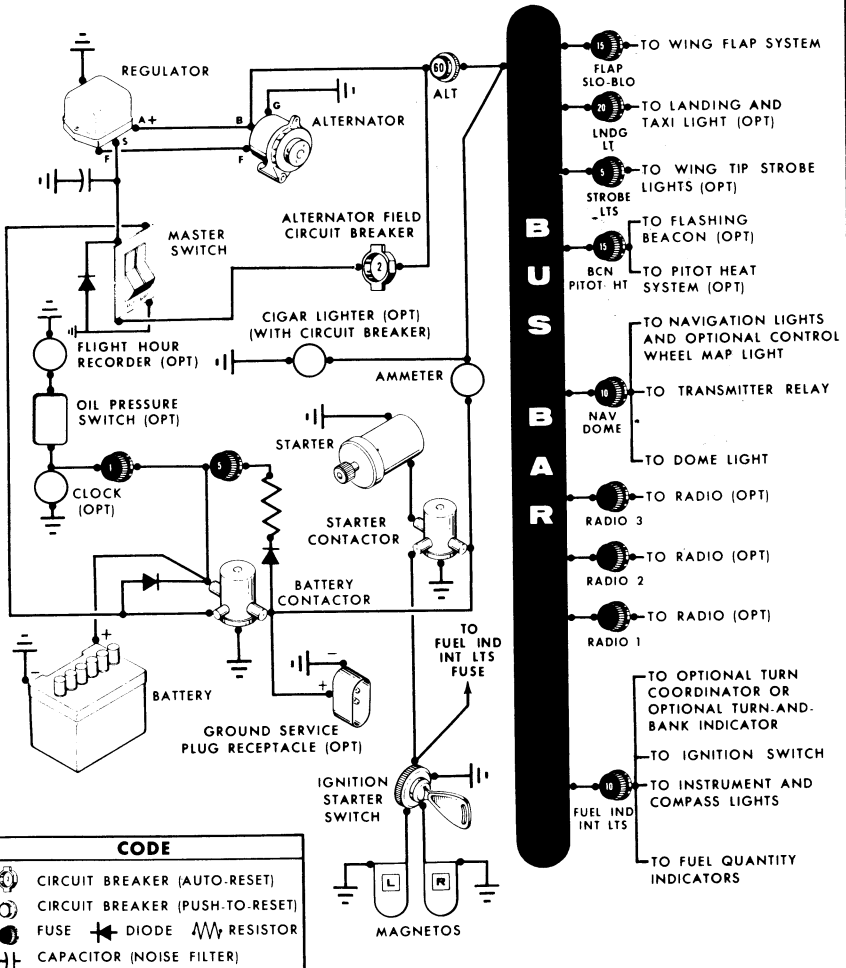 REGULATOR
A+
S
F
B
G
F
ALTERNATOR
60
ALT
MASTER
SWITCH
ALTERNATOR FIELD
CIRCUIT BREAKER
2
CIGAR LIGHTER (OPT)
(WITH CIRCUIT BREAKER)
FLIGHT HOUR
RECORDER (OPT)
AMMETER
OIL PRESSURE
SWITCH (OPT)
STARTER
1
5
CLOCK
(OPT)
STARTER
CONTACTOR
BATTERY
CONTACTOR
+
-
BATTERY
-
+
GROUND SERVICE
PLUG RECEPTACLE (OPT)
TO
FUEL IND
INT LTS
FUSE
IGNITION
STARTER
SWITCH
L
R
MAGNETOS
BUS BAR
15
FLAP
SLO-BLO
TO WING FLAP SYSTEM
20
LNDG
LT
TO LANDING AND
TAXI LIGHT (OPT)
5
STROBE
LTS
TO WING TIP STROBE
LIGHTS (OPT)
15
BCN
PITOT HT
TO FLASHING
BEACON (OPT)
TO PITOT HEAT
SYSTEM (OPT)
10
NAV
DOME
TO NAVIGATION LIGHTS
AND OPTIONAL CONTROL
WHEEL MAP LIGHT
TO TRANSMITTER RELAY
TO DOME LIGHT
RADIO 3
TO RADIO (OPT)
RADIO 2
TO RADIO (OPT)
RADIO 1
TO RADIO (OPT)
10
FUEL IND
INT LTS
TO OPTIONAL TURN
COORDINATOR OR
OPTIONAL TURN-AND-
BANK INDICATOR
TO IGNITION SWITCH
TO INSTRUMENT AND
COMPASS LIGHTS
TO FUEL QUANTITY
INDICATORS
CODE
CIRCUIT BREAKER (AUTO-RESET)
CIRCUIT BREAKER (PUSH-TO-RESET)
FUSE DIODE RESISTOR
CAPACITOR (NOISE FILTER)